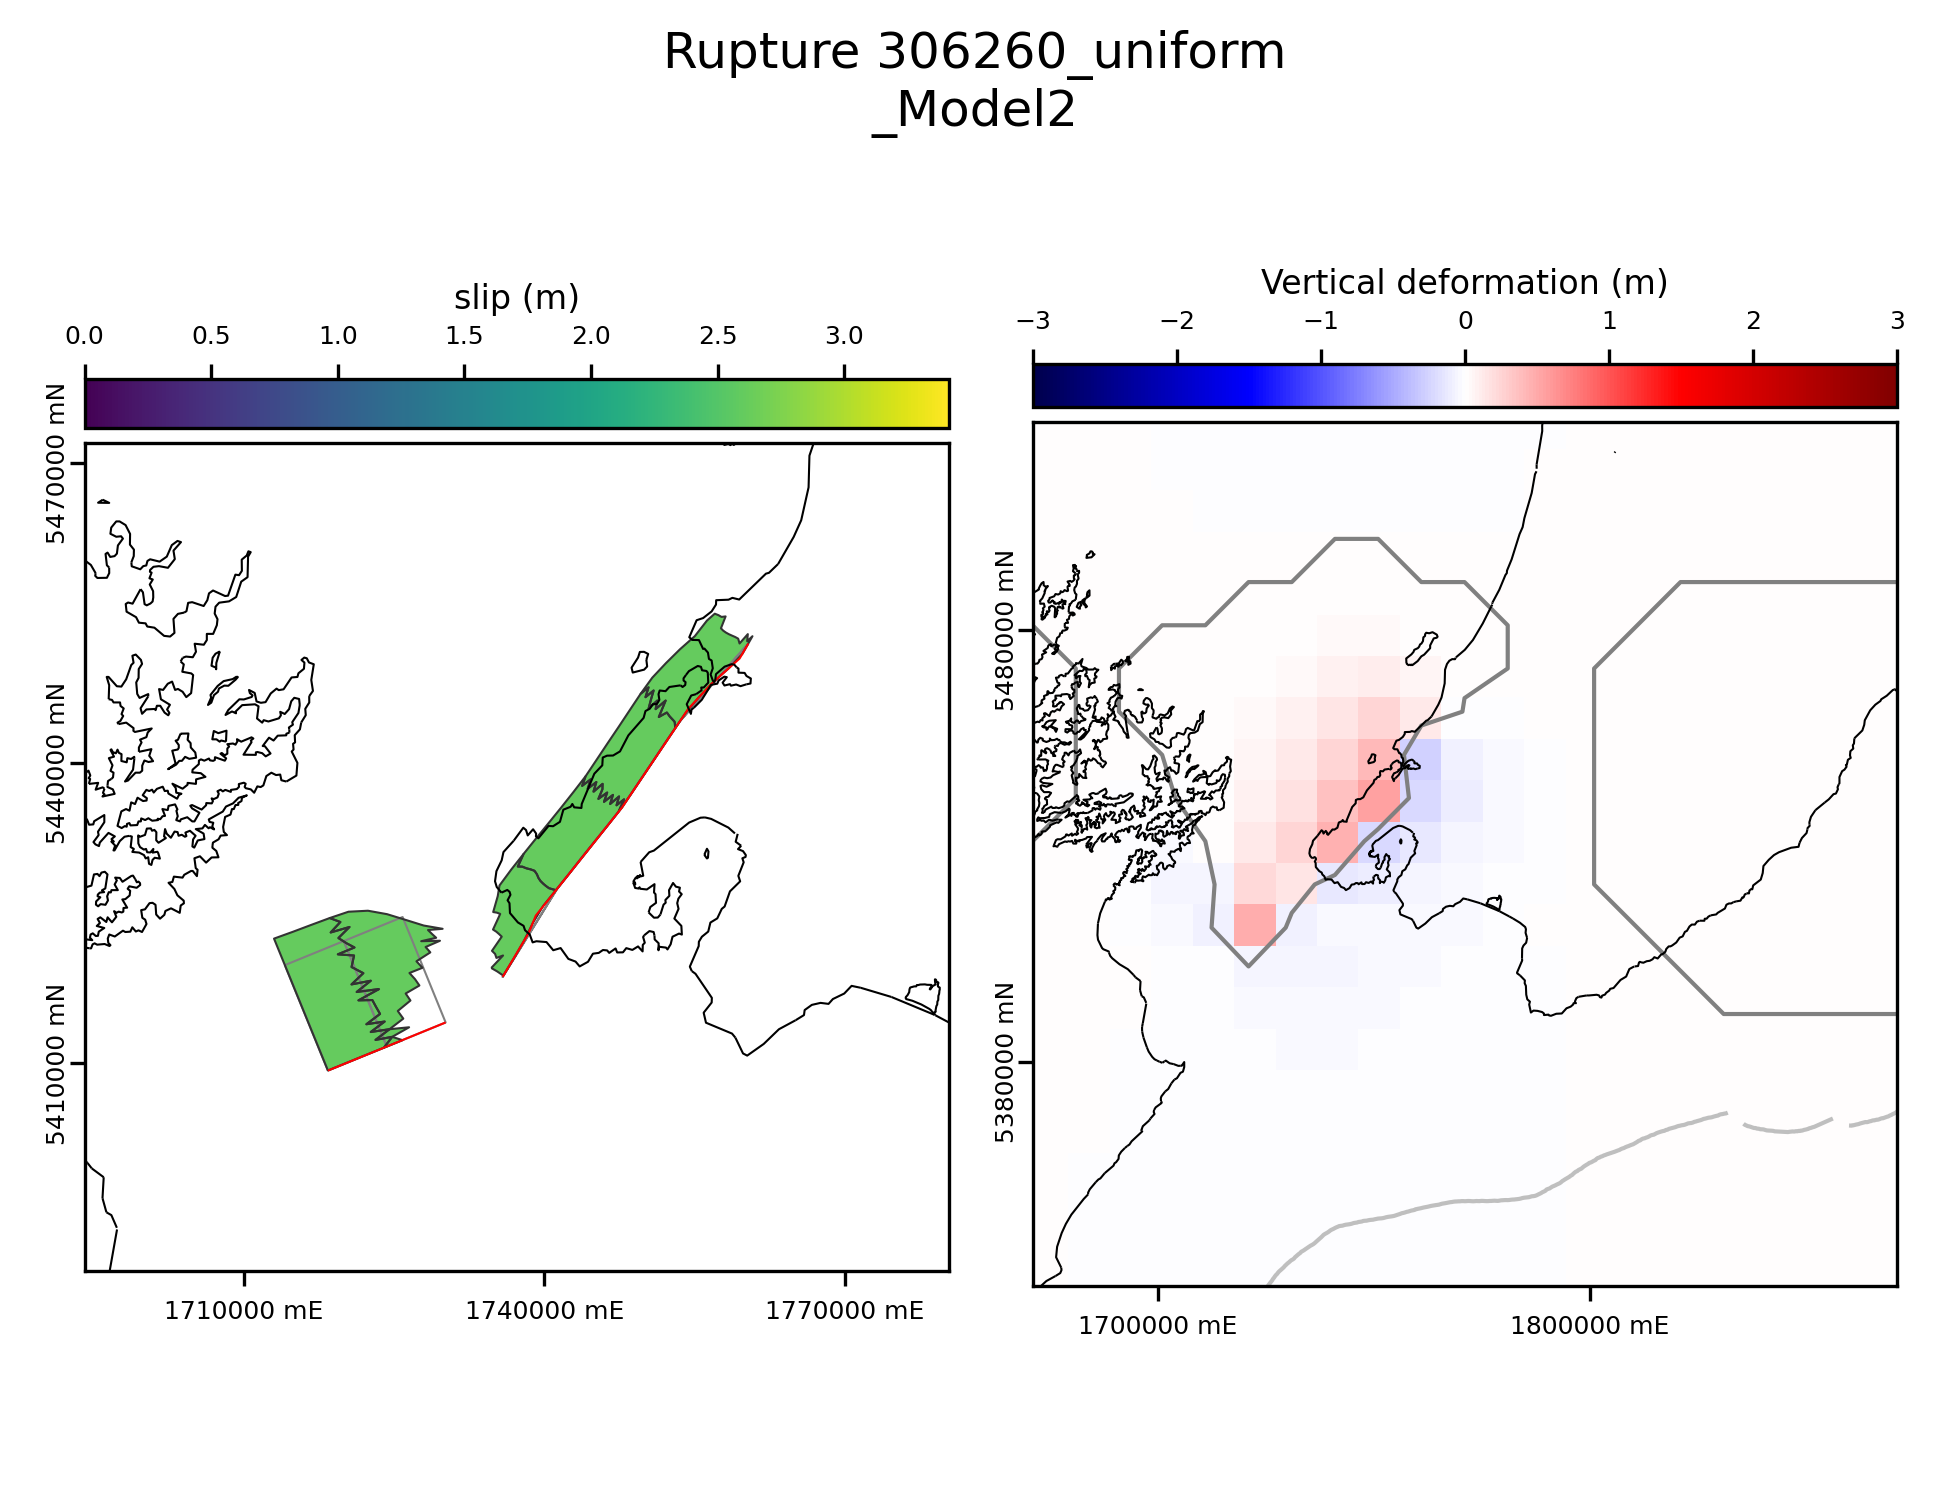 Rupture 306260_uniform
_Model2
slip (m)
0.0 0.5 1.0 1.5 2.0 2.5 3.0
5470000 mN
5440000 mN
5410000 mN
1710000 mE 1740000 mE 1770000 mE
Vertical deformation (m)
−3 −2 −1 0 1 2 3
5480000 mN
5380000 mN
1700000 mE 1800000 mE